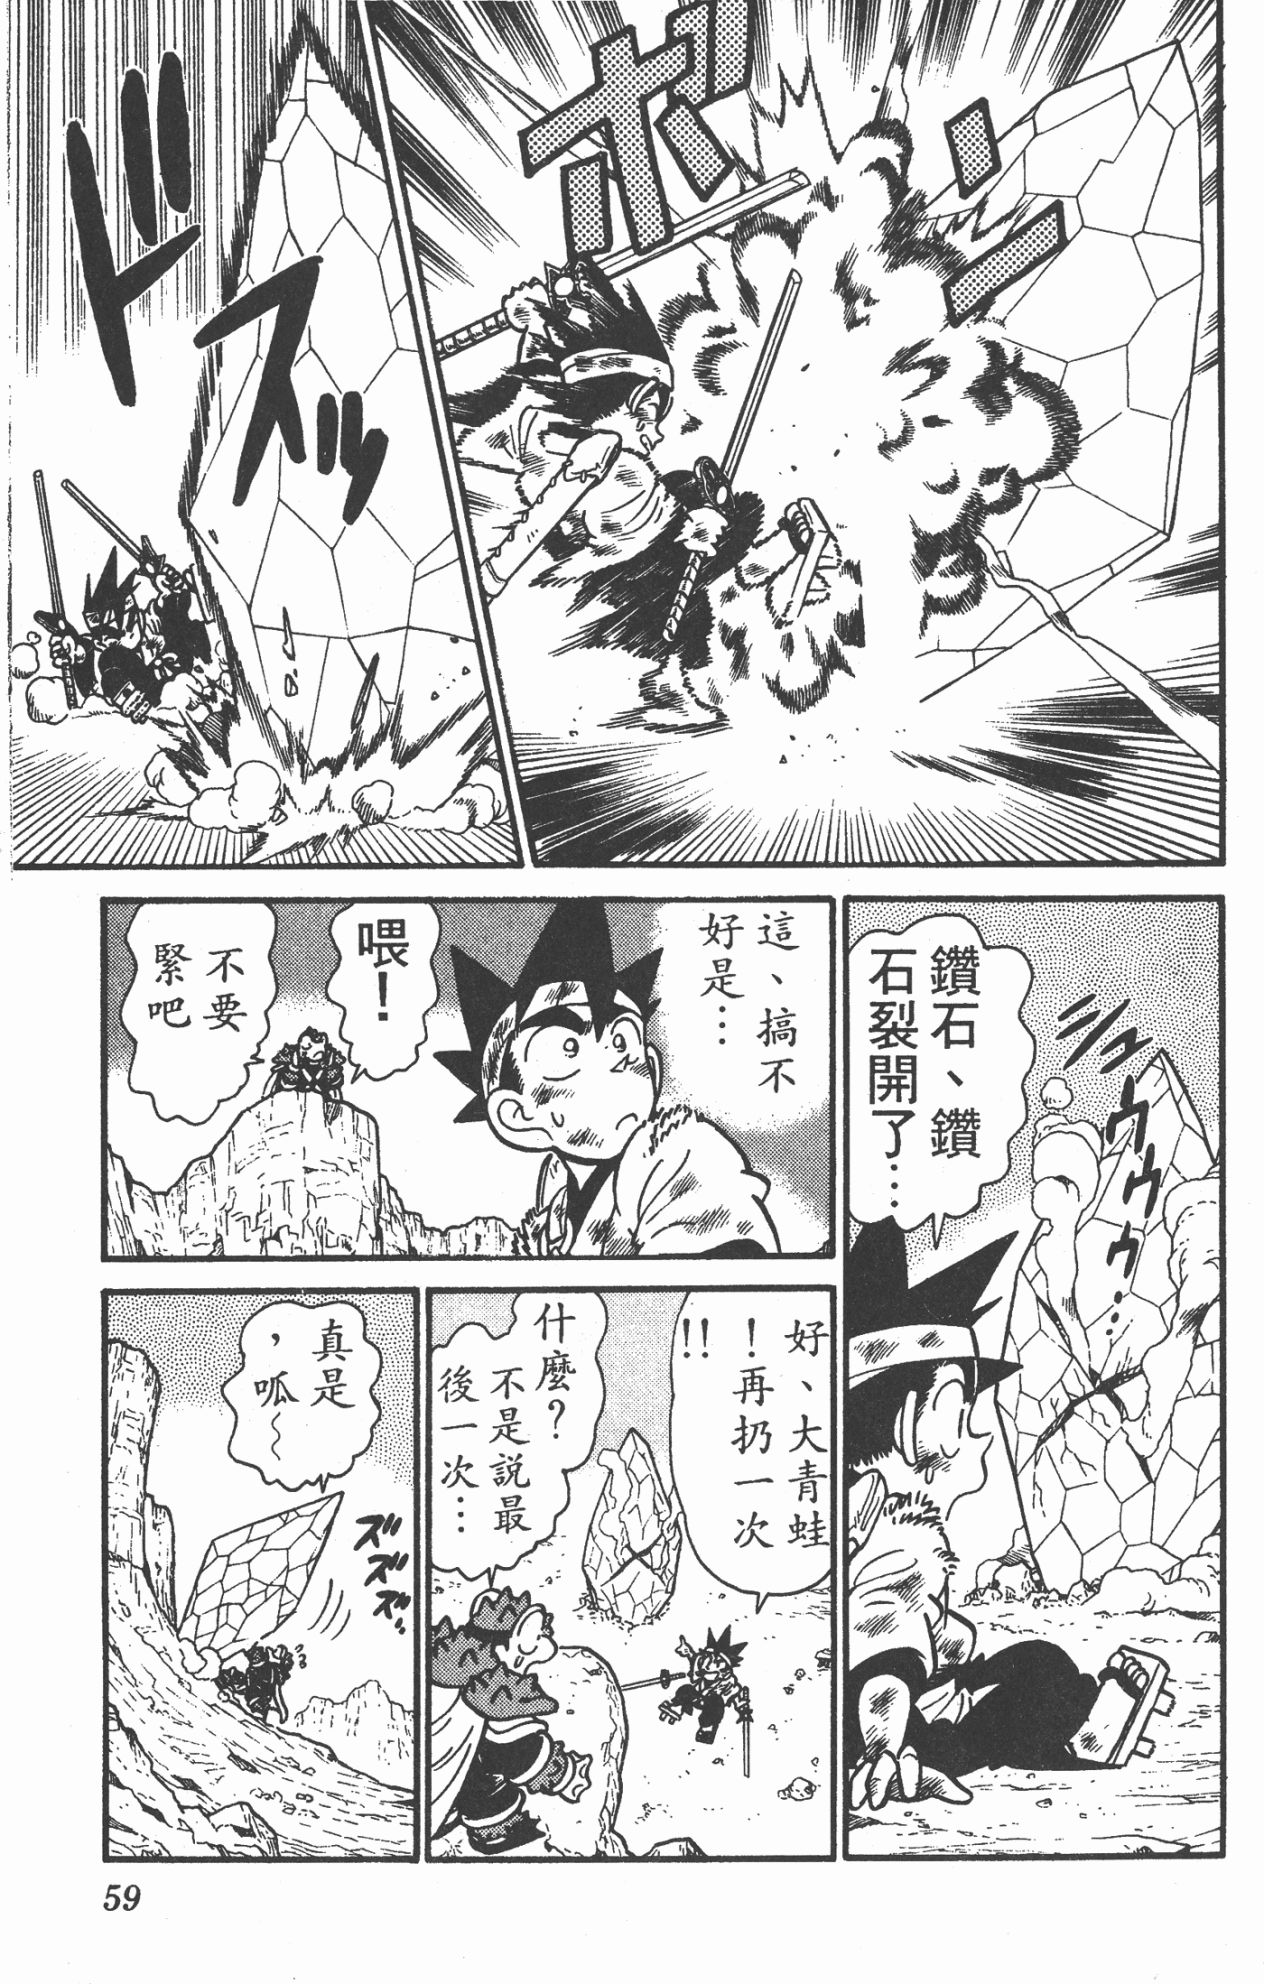 ボンッ
ドドスッ
鑽石、鑽
石裂開了…
シュウウウ…
這、搞不
好是…
喂！
不要
緊吧
好、大青蛙
！再扔一次
!!
什麼？
不是說最
後一次…
真是
，呱～
ズズズッ
59